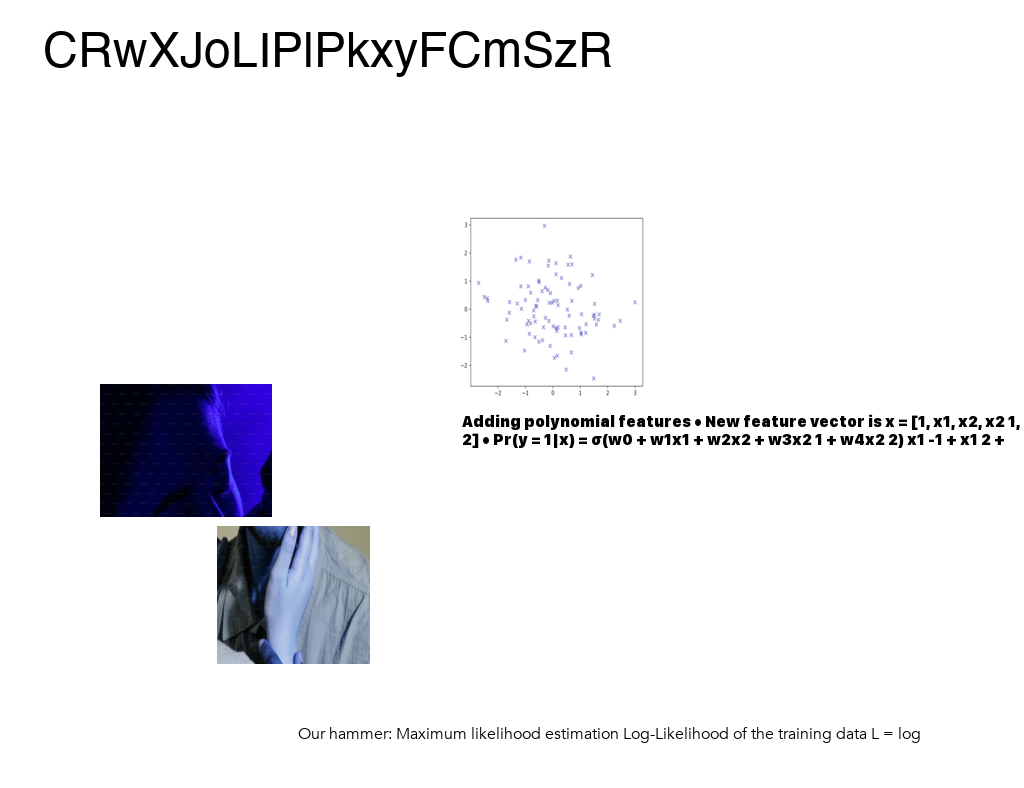 CRwXJoLIPlPkxyFCmSzR
3
2
1
0
−1
−2
−2 −1 0 1 2 3
Adding polynomial features • New feature vector is x = [1, x1, x2, x2 1,
2] • Pr(y = 1|x) = σ(w0 + w1x1 + w2x2 + w3x2 1 + w4x2 2) x1 -1 + x1 2 +
Our hammer: Maximum likelihood estimation Log-Likelihood of the training data L = log